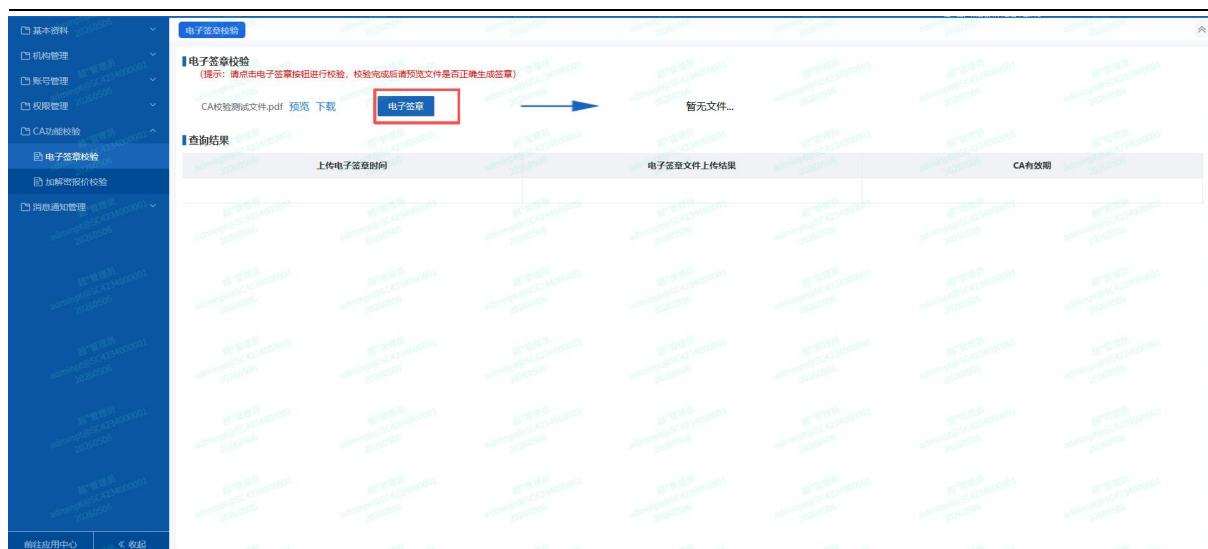 基本资料
机构管理
账号管理
权限管理
CA功能校验
电子签章校验
加解密报价校验
消息通知管理
前往应用中心
收起
电子签章校验
电子签章校验
(提示：请点击电子签章按钮进行校验，校验完成后请预览文件是否正确生成签章)
CA校验测试文件.pdf 预览 下载 电子签章 暂无文件...
查询结果
上传电子签章时间 电子签章文件上传结果 CA有效期